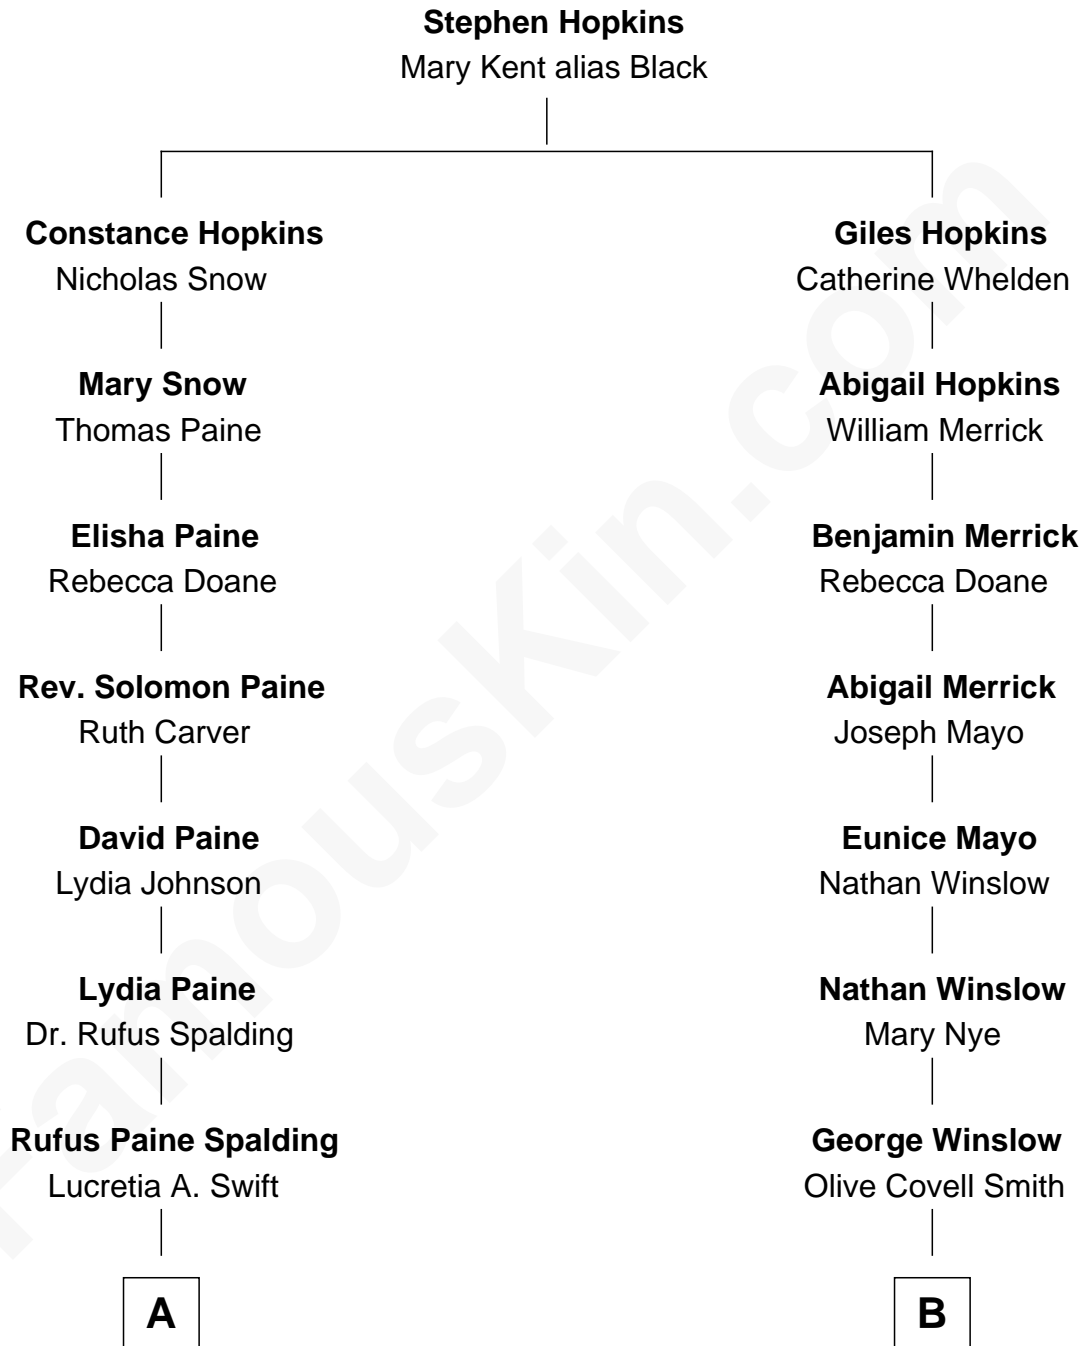 Stephen Hopkins
Mary Kent alias Black
Constance Hopkins
Nicholas Snow
Giles Hopkins
Catherine Whelden
Mary Snow
Thomas Paine
Abigail Hopkins
William Merrick
Elisha Paine
Rebecca Doane
Benjamin Merrick
Rebecca Doane
Rev. Solomon Paine
Ruth Carver
Abigail Merrick
Joseph Mayo
David Paine
Lydia Johnson
Eunice Mayo
Nathan Winslow
Lydia Paine
Dr. Rufus Spalding
Nathan Winslow
Mary Nye
Rufus Paine Spalding
Lucretia A. Swift
George Winslow
Olive Covell Smith
A
B
FamousKin.com